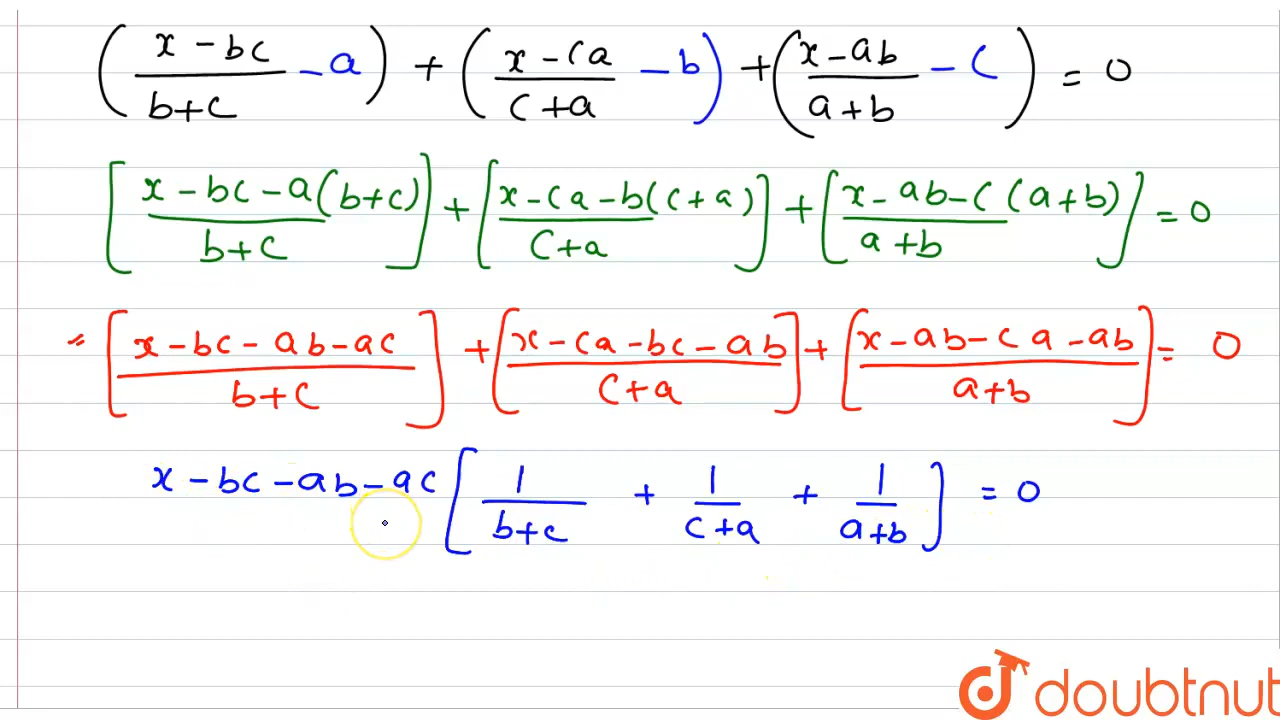 (x - bc / b+c - a) + (x - ca / c+a - b) + (x - ab / a+b - c) = 0
[x - bc - a(b+c) / b+c] + [x - ca - b(c+a) / c+a] + [x - ab - c(a+b) / a+b] = 0
= [x - bc - ab - ac / b+c] + [x - ca - bc - ab / c+a] + [x - ab - ca - ab / a+b] = 0
x - bc - ab - ac [1 / b+c + 1 / c+a + 1 / a+b] = 0
doubtnut